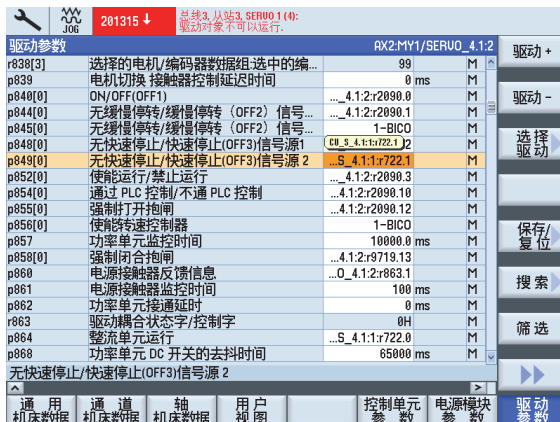 JOG
201315
总线3, 从站3, SERVO 1 (4):
驱动对象不可以运行.
驱动参数 AX2:MY1/SERVO_4.1:2
r838[3] 选择的电机/编码器数据组:选中的编... 99 M
p839 电机切换 接触器控制延迟时间 0 ms M
p840[0] ON/OFF(OFF1) ..._4.1:2:r2090.0 M
p844[0] 无缓慢停转/缓慢停转（OFF2）信号... ..._4.1:2:r2090.1 M
p845[0] 无缓慢停转/缓慢停转（OFF2）信号... 1-BICO M
p848[0] 无快速停止/快速停止(OFF3)信号源1 CU_S_4.1:1:r722.1 2 M
p849[0] 无快速停止/快速停止(OFF3)信号源 2 ...S_4.1:1:r722.1 M
p852[0] 使能运行/禁止运行 ..._4.1:2:r2090.3 M
p854[0] 通过 PLC 控制/不通 PLC 控制 ...4.1:2:r2090.10 M
p855[0] 强制打开抱闸 ...4.1:2:r2090.12 M
p856[0] 使能转速控制器 1-BICO M
p857 功率单元监控时间 10000.0 ms M
p858[0] 强制闭合抱闸 ...4.1:2:r9719.13 M
p860 电源接触器反馈信息 ...O_4.1:2:r863.1 M
p861 电源接触器监控时间 100 ms M
p862 功率单元接通延时 0 ms M
r863 驱动耦合状态字/控制字 0H M
p864 整流单元运行 ...S_4.1:1:r722.0 M
p868 功率单元 DC 开关的去抖时间 65000 ms M
无快速停止/快速停止(OFF3)信号源 2
驱动 +
驱动 -
选择
驱动
保存/
复位
搜索
筛选
通用
机床数据
通道
机床数据
轴
机床数据
用户
视图
控制单元
参数
电源模块
参数
驱动
参数